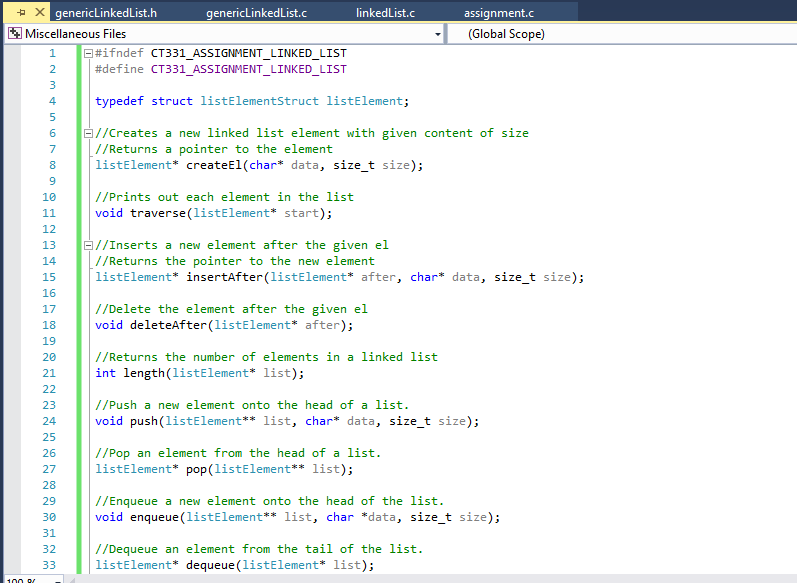 genericLinkedList.h genericLinkedList.c linkedList.c assignment.c
Miscellaneous Files (Global Scope)
1 #ifndef CT331_ASSIGNMENT_LINKED_LIST
2 #define CT331_ASSIGNMENT_LINKED_LIST
3
4 typedef struct listElementStruct listElement;
5
6 //Creates a new linked list element with given content of size
7 //Returns a pointer to the element
8 listElement* createEl(char* data, size_t size);
9
10 //Prints out each element in the list
11 void traverse(listElement* start);
12
13 //Inserts a new element after the given el
14 //Returns the pointer to the new element
15 listElement* insertAfter(listElement* after, char* data, size_t size);
16
17 //Delete the element after the given el
18 void deleteAfter(listElement* after);
19
20 //Returns the number of elements in a linked list
21 int length(listElement* list);
22
23 //Push a new element onto the head of a list.
24 void push(listElement** list, char* data, size_t size);
25
26 //Pop an element from the head of a list.
27 listElement* pop(listElement** list);
28
29 //Enqueue a new element onto the head of the list.
30 void enqueue(listElement** list, char *data, size_t size);
31
32 //Dequeue an element from the tail of the list.
33 listElement* dequeue(listElement* list);
100 %